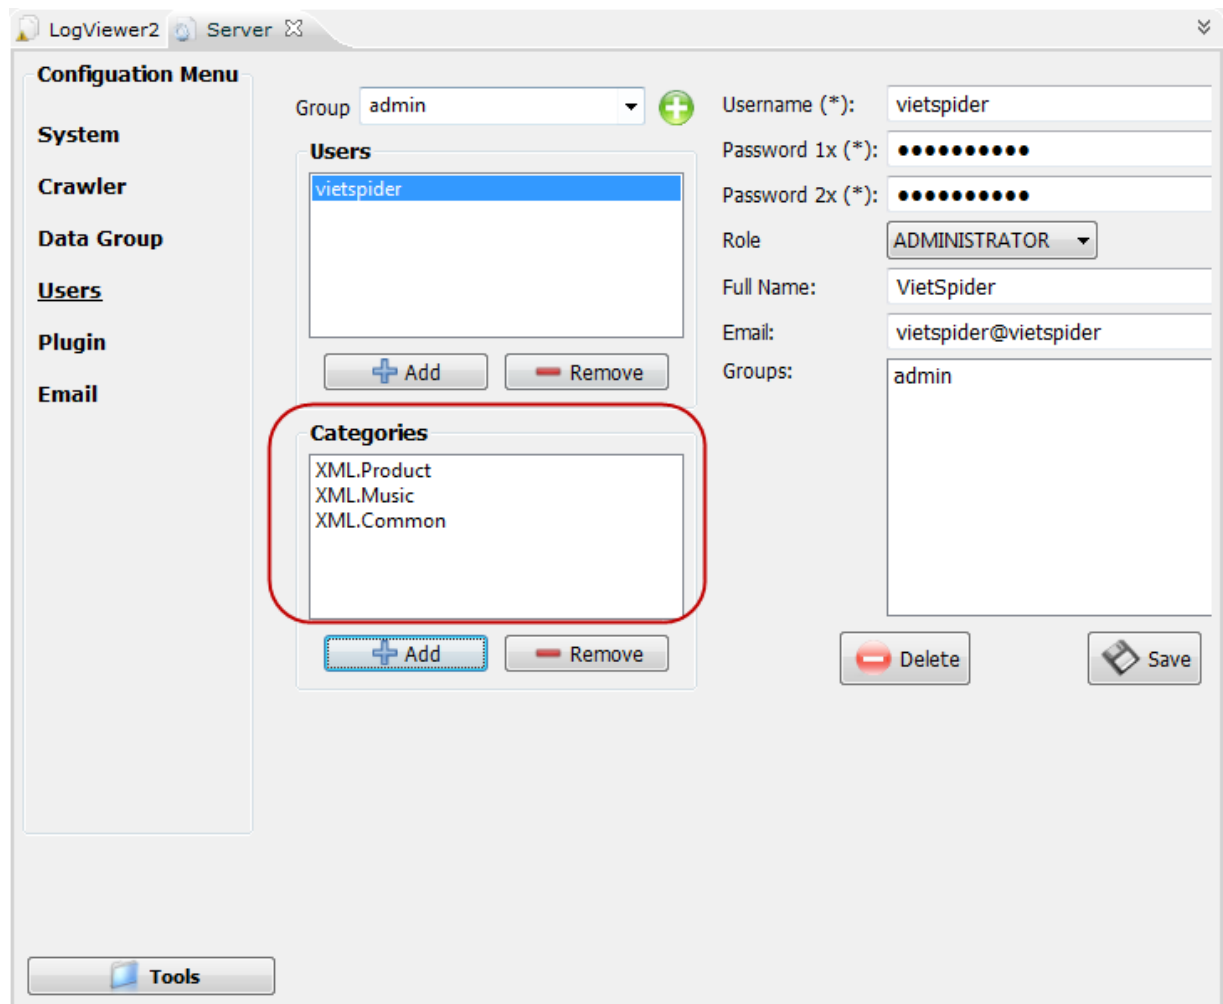 LogViewer2 Server
Configuation Menu
System
Crawler
Data Group
Users
Plugin
Email
Tools
Group admin
Users
vietspider
Add Remove
Categories
XML.Product
XML.Music
XML.Common
Add Remove
Username (*): vietspider
Password 1x (*): ●●●●●●●●●●
Password 2x (*): ●●●●●●●●●●
Role ADMINISTRATOR
Full Name: VietSpider
Email: vietspider@vietspider
Groups: admin
Delete Save